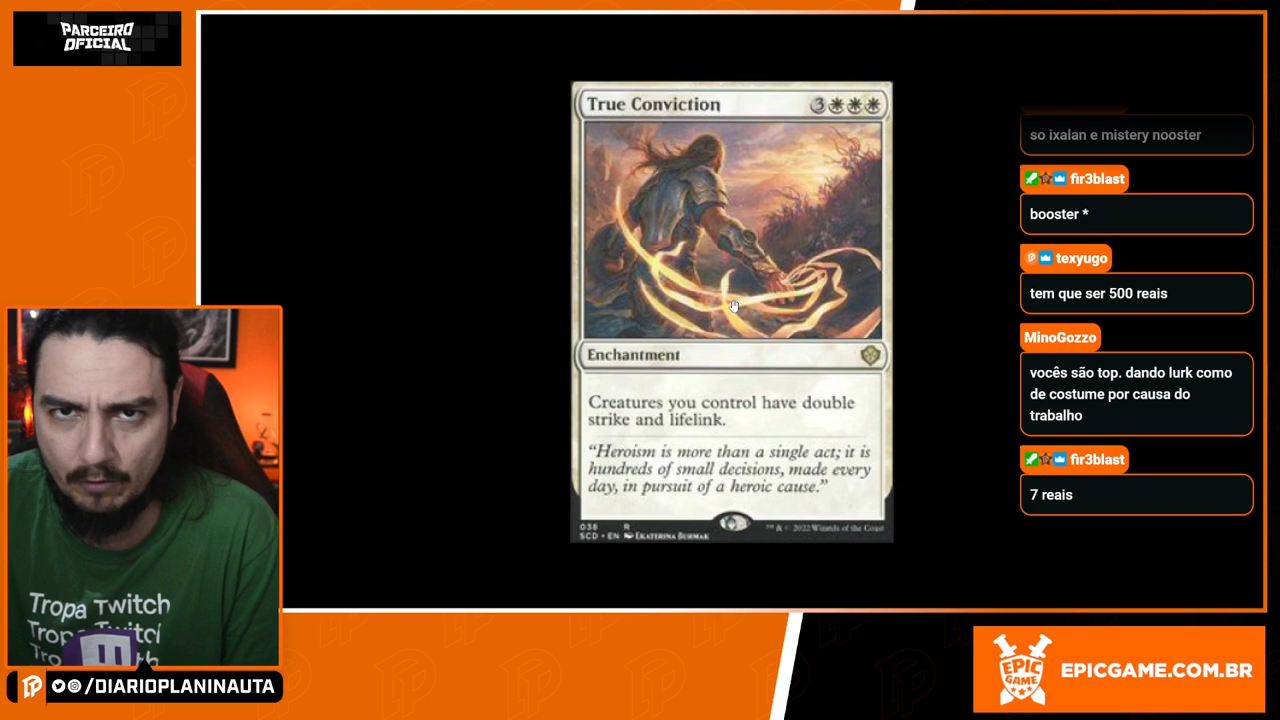 PARCEIRO
OFICIAL
True Conviction 3
Enchantment
Creatures you control have double
strike and lifelink.
“Heroism is more than a single act; it is
hundreds of small decisions, made every
day, in pursuit of a heroic cause.”
038 R
SCD • EN EKATERINA BURMAK
™ & © 2022 Wizards of the Coast
so ixalan e mistery nooster
fir3blast
booster *
texyugo
tem que ser 500 reais
MinoGozzo
vocês são top. dando lurk como
de costume por causa do
trabalho
fir3blast
7 reais
Tropa Twitch
Tropa Twitch
Tro
/DIARIOPLANINAUTA
EPIC
GAME
EPICGAME.COM.BR